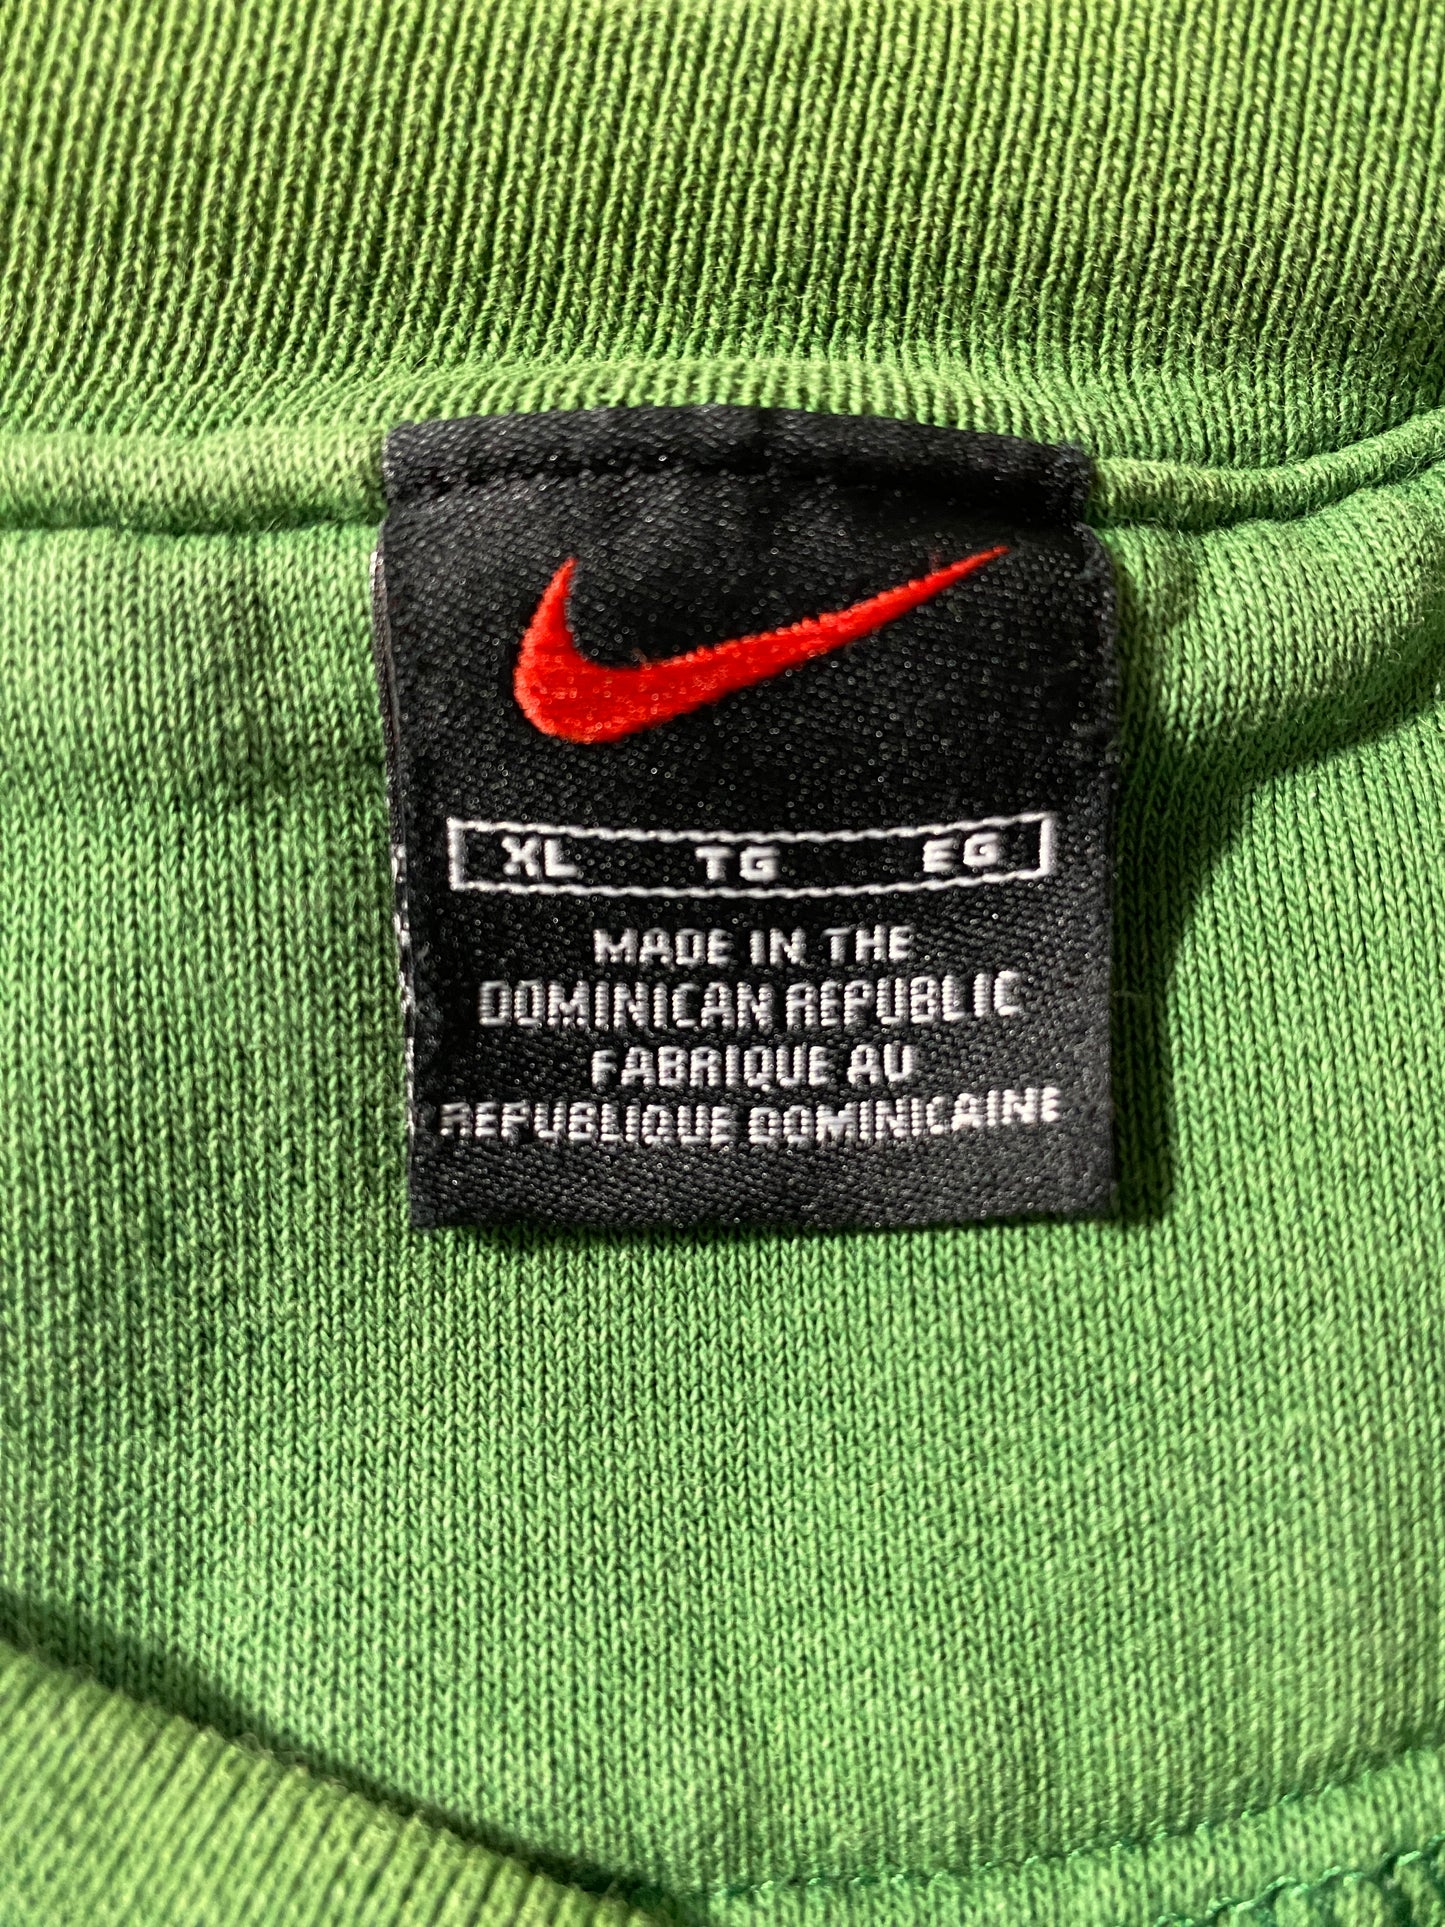 XL TG EG
MADE IN THE
DOMINICAN REPUBLIC
FABRIQUE AU
REPUBLIQUE DOMINICAINE